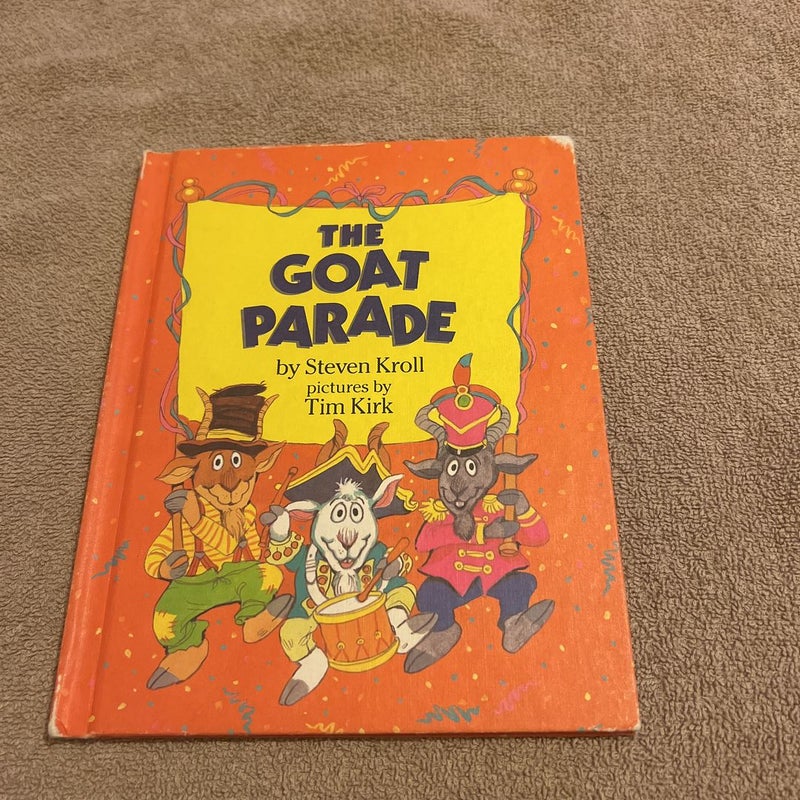 THE
GOAT
PARADE
by Steven Kroll
pictures by
Tim Kirk